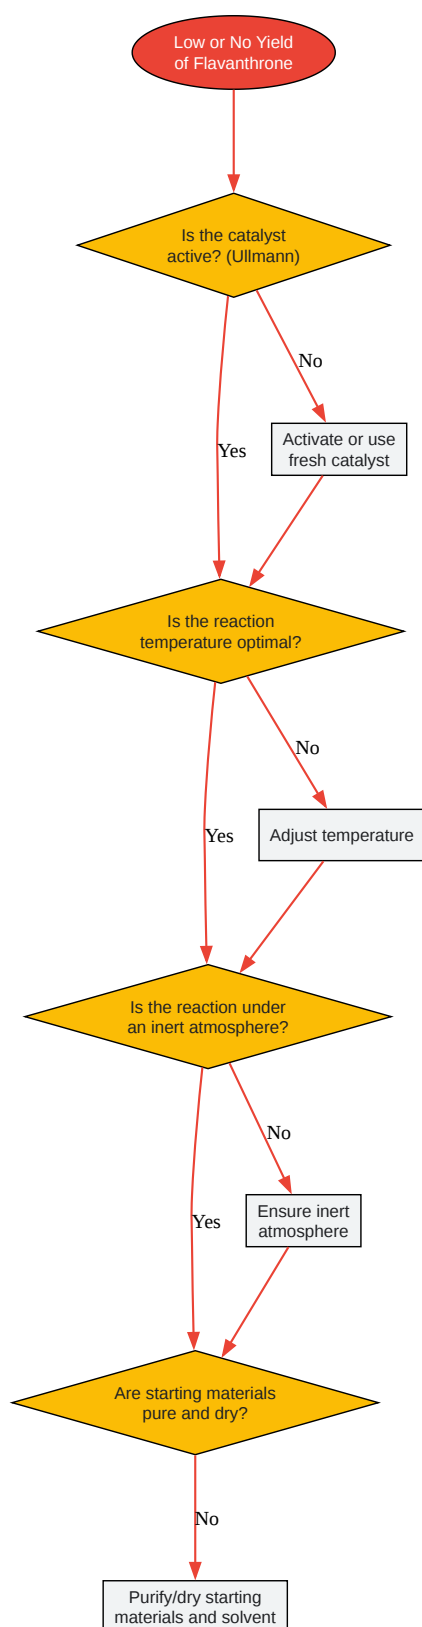 Low or No Yield
of Flavanthrone
Is the catalyst
active? (Ullmann)
No
Activate or use
fresh catalyst
Yes
Is the reaction
temperature optimal?
No
Adjust temperature
Yes
Is the reaction under
an inert atmosphere?
No
Ensure inert
atmosphere
Yes
Are starting materials
pure and dry?
No
Purify/dry starting
materials and solvent